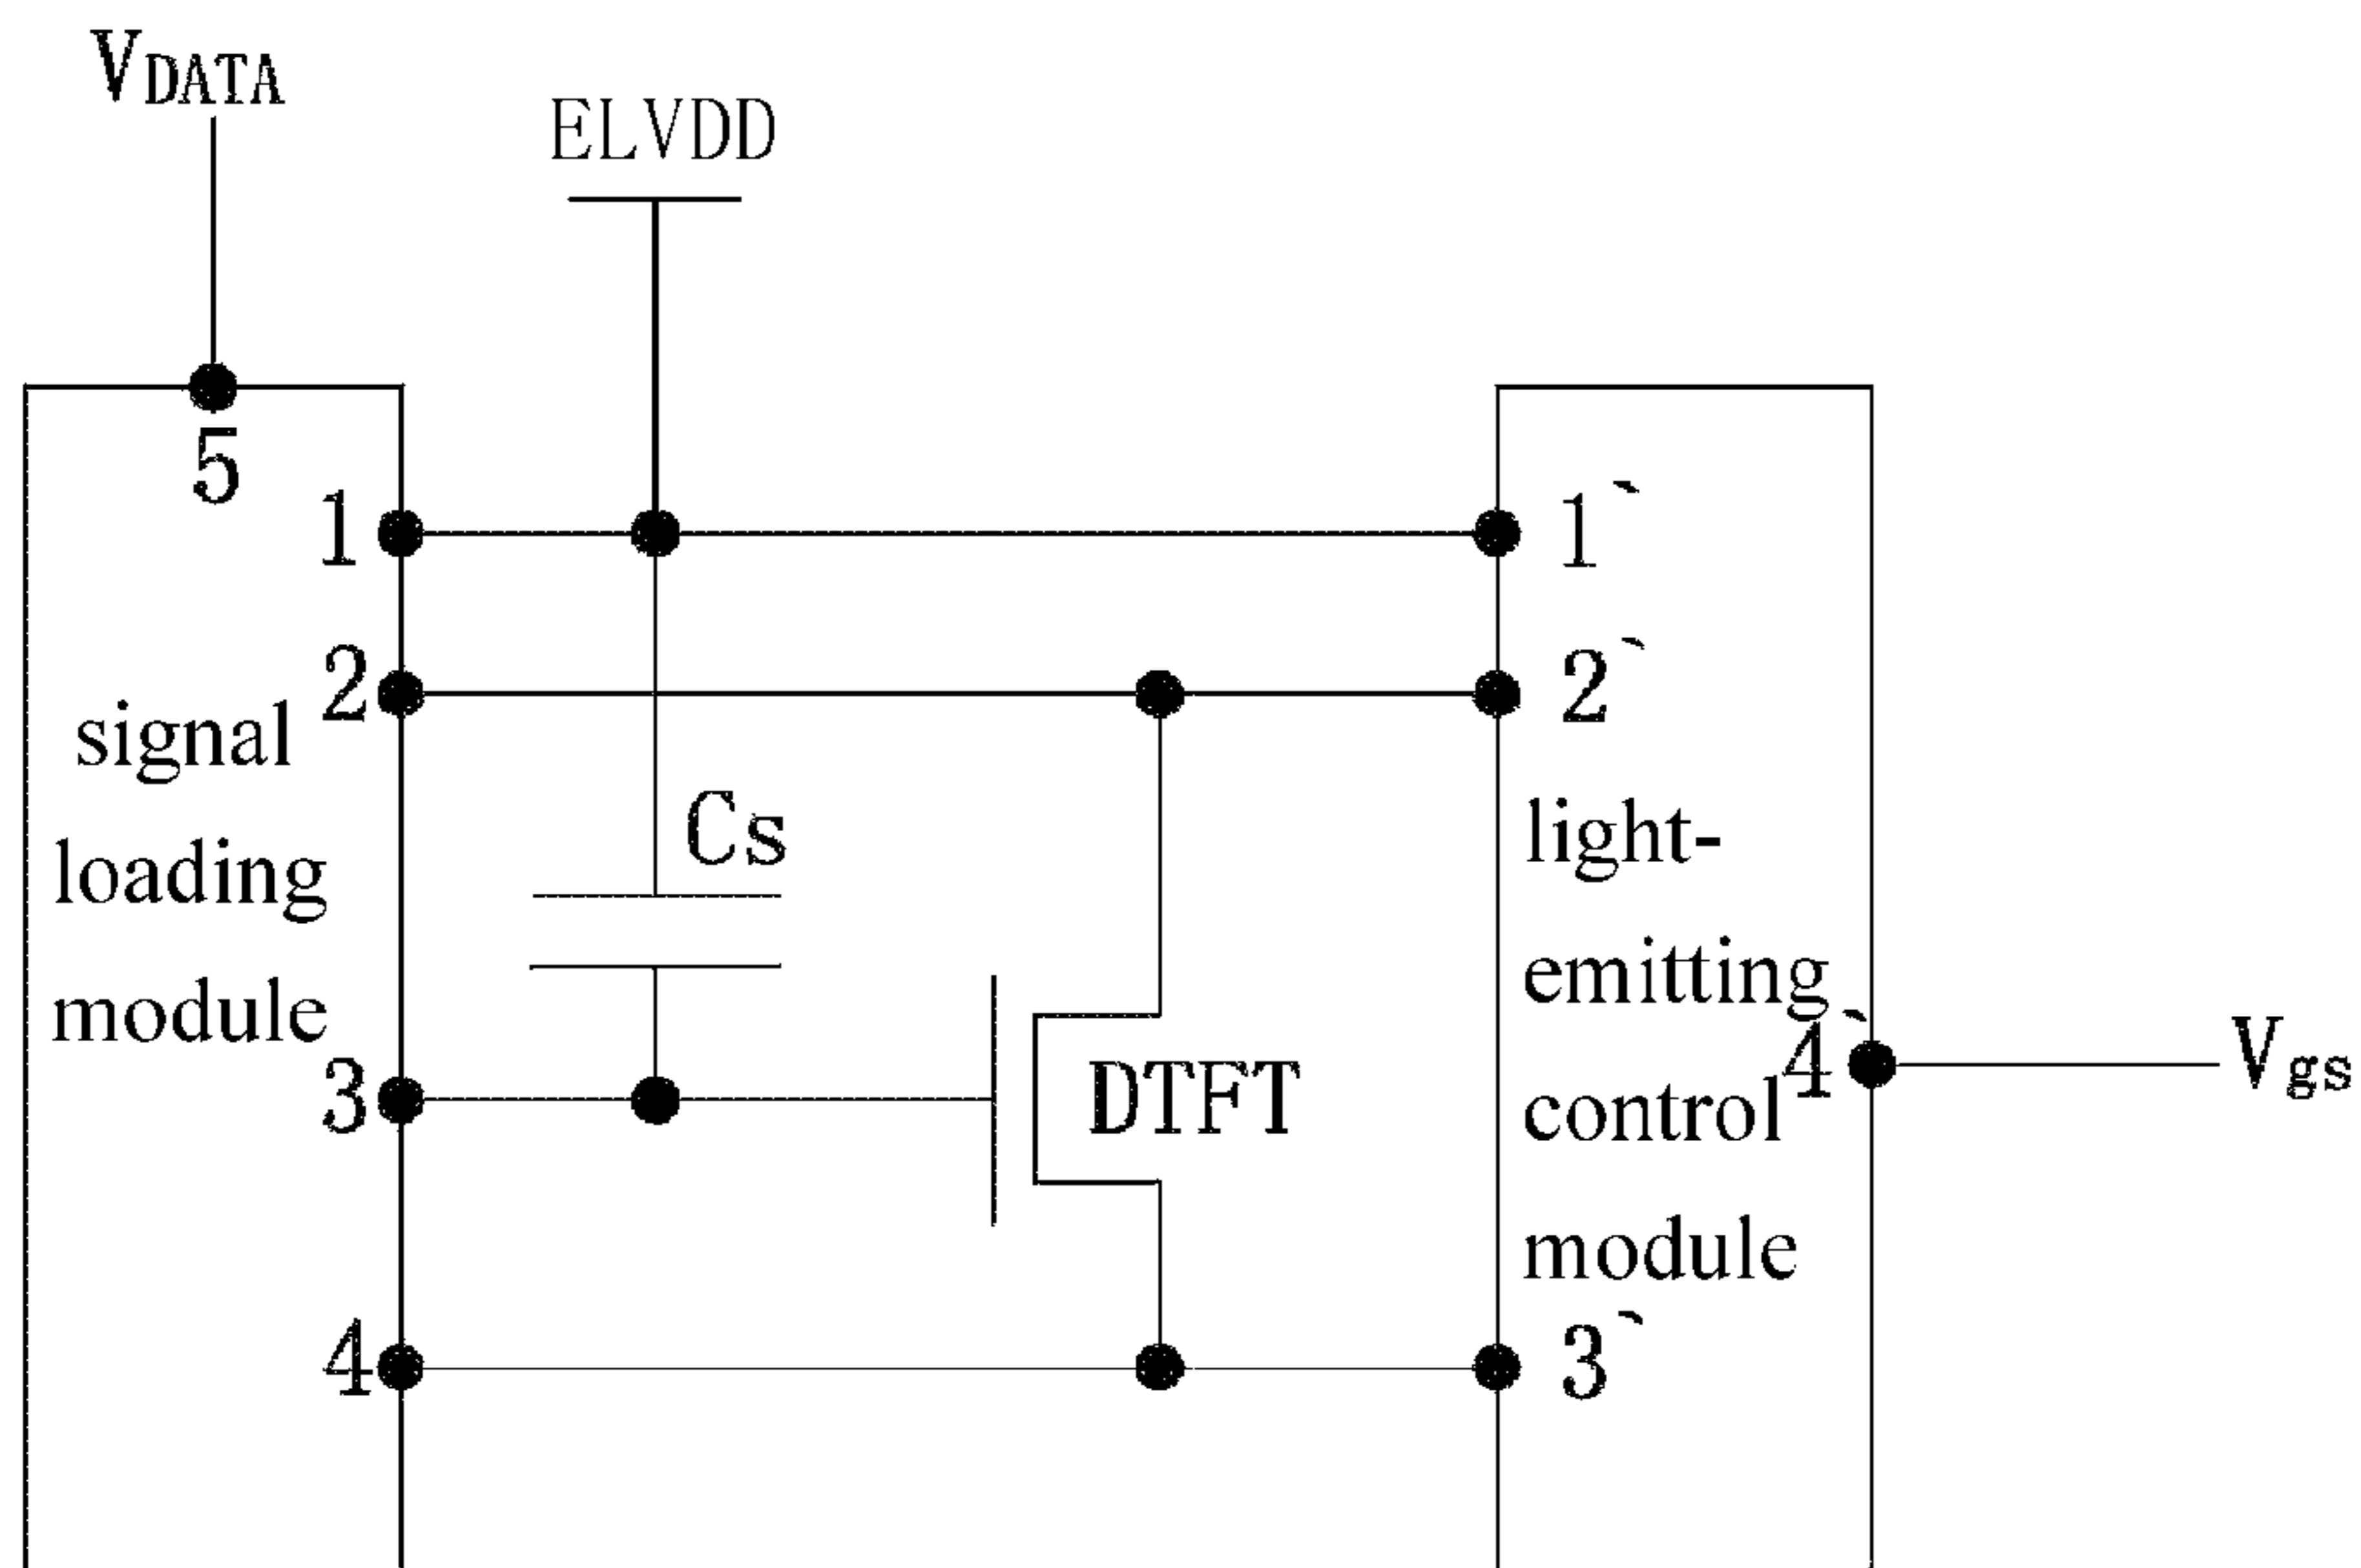 VDATA
ELVDD
5
1
1`
2
2`
signal
loading
module
Cs
light-
emitting
control
module
3
DTFT
4`
Vgs
4
3`